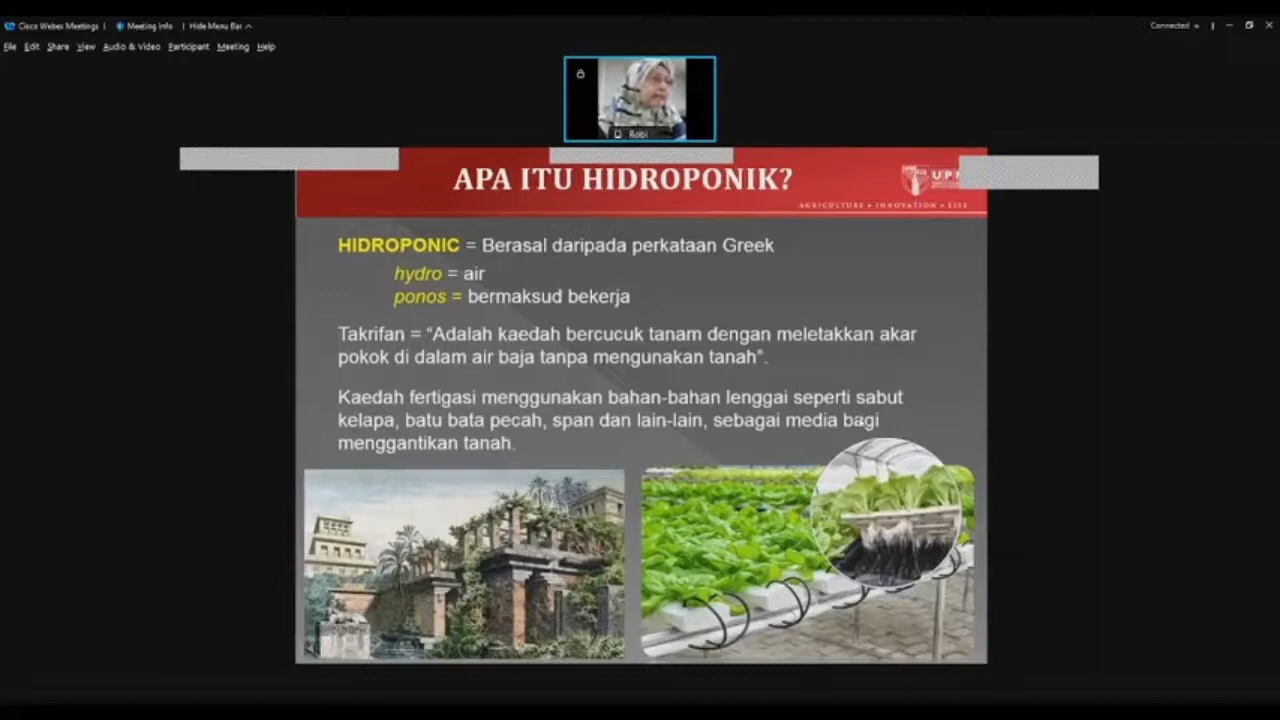 Cisco Webex Meetings | Meeting Info | Hide Menu Bar
Connected
File Edit Share View Audio & Video Participant Meeting Help
Robi
APA ITU HIDROPONIK?
AGRICULTURE • INNOVATION • LIFE
HIDROPONIC = Berasal daripada perkataan Greek
hydro = air
ponos = bermaksud bekerja
Takrifan = “Adalah kaedah bercucuk tanam dengan meletakkan akar
pokok di dalam air baja tanpa mengunakan tanah”.
Kaedah fertigasi menggunakan bahan-bahan lenggai seperti sabut
kelapa, batu bata pecah, span dan lain-lain, sebagai media bagi
menggantikan tanah.